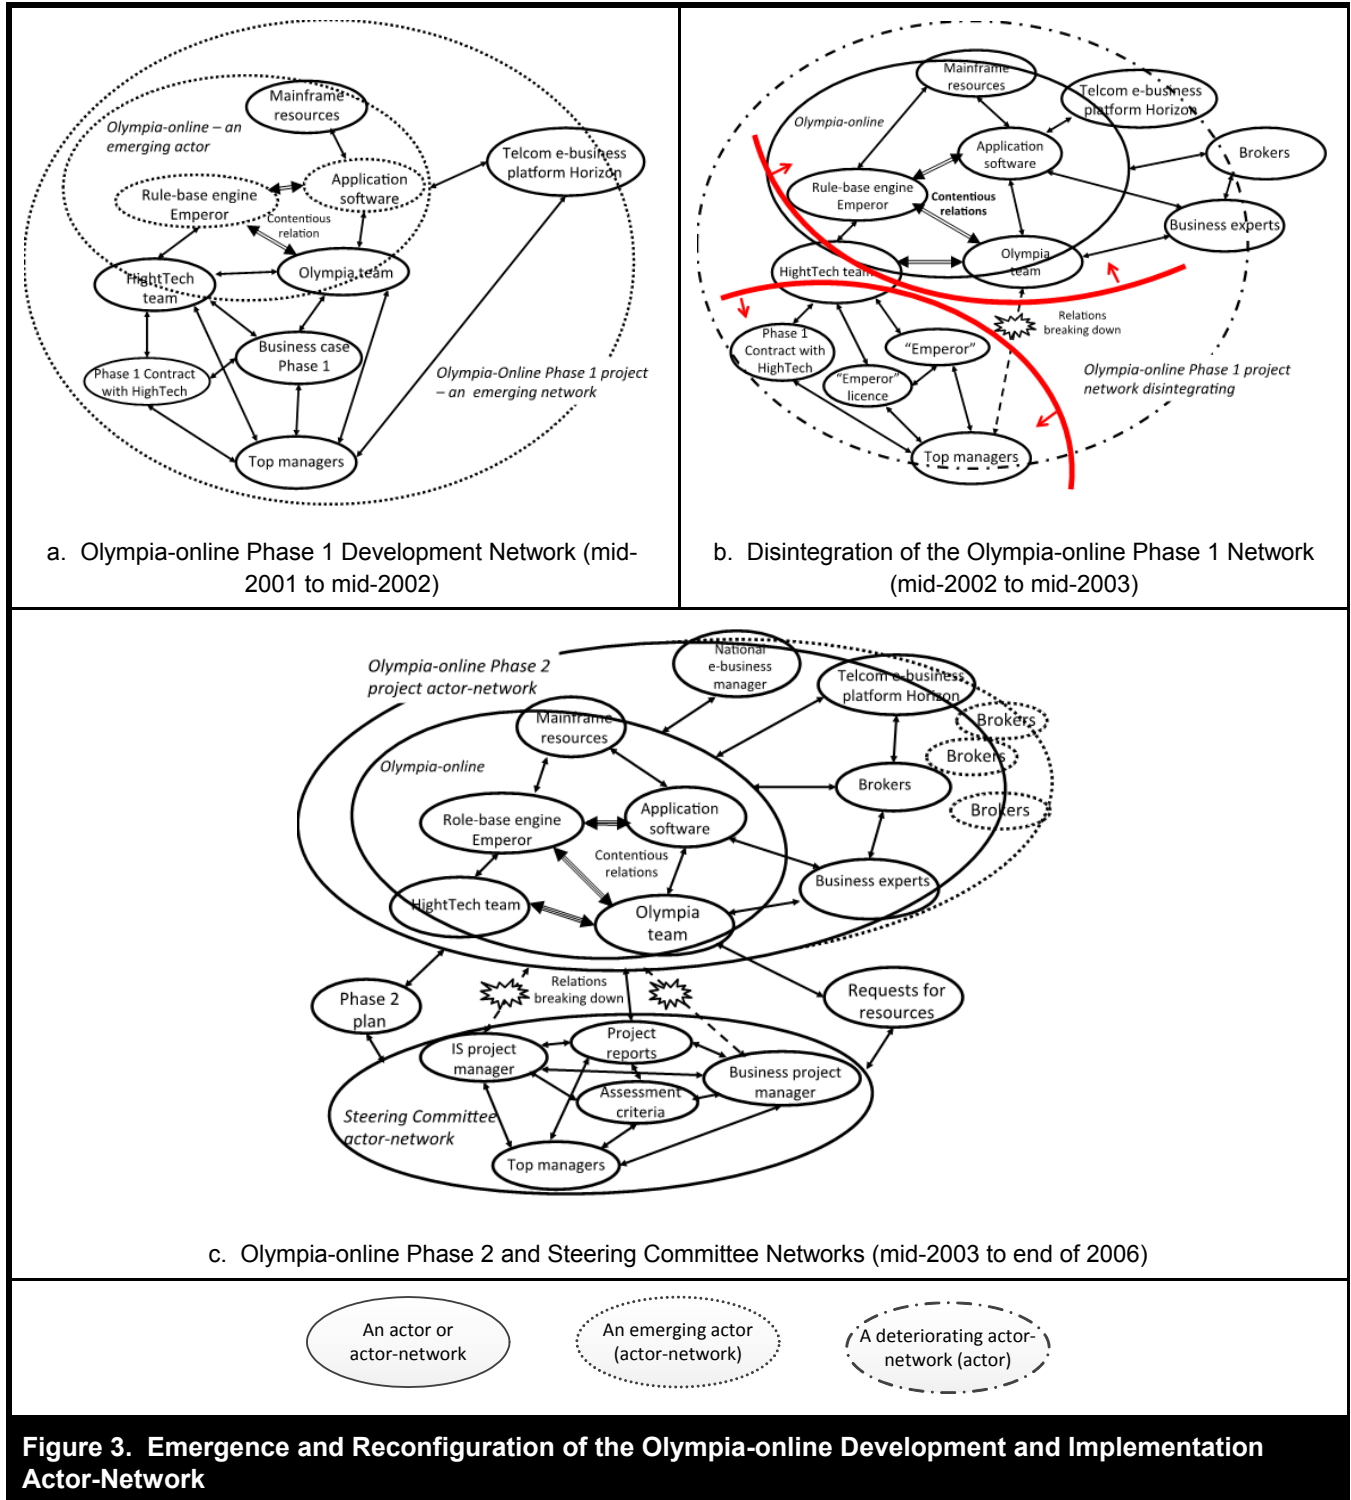 Mainframe
resources
Olympia-online – an
emerging actor
Telcom e-business
platform Horizon
Application
software
Rule-base engine
Emperor
Contentious
relation
HightTech
team
Olympia team
Business case
Phase 1
Phase 1 Contract
with HighTech
Olympia-Online Phase 1 project
– an emerging network
Top managers
a. Olympia-online Phase 1 Development Network (mid-
2001 to mid-2002)
Mainframe
resources
Telcom e-business
platform Horizon
Olympia-online
Application
software
Brokers
Rule-base engine
Emperor
Contentious
relations
Business experts
Olympia
team
HightTech team
Relations
breaking down
Phase 1
Contract with
HighTech
“Emperor”
“Emperor”
licence
Olympia-online Phase 1 project
network disintegrating
Top managers
b. Disintegration of the Olympia-online Phase 1 Network
(mid-2002 to mid-2003)
Olympia-online Phase 2
project actor-network
National
e-business
manager
Telcom e-business
platform Horizon
Mainframe
resources
Brokers
Brokers
Olympia-online
Brokers
Brokers
Role-base engine
Emperor
Application
software
Contentious
relations
Business experts
HightTech team
Olympia
team
Relations
breaking down
Phase 2
plan
Requests for
resources
IS project
manager
Project
reports
Business project
manager
Assessment
criteria
Steering Committee
actor-network
Top managers
c. Olympia-online Phase 2 and Steering Committee Networks (mid-2003 to end of 2006)
An actor or
actor-network
An emerging actor
(actor-network)
A deteriorating actor-
network (actor)
Figure 3. Emergence and Reconfiguration of the Olympia-online Development and Implementation
Actor-Network